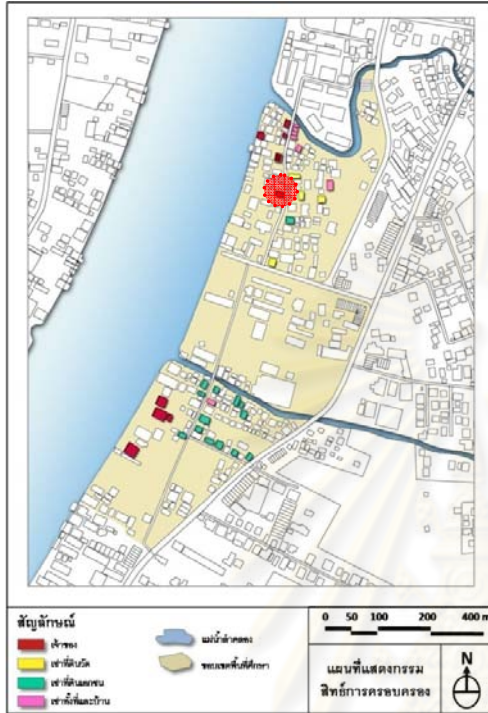 สัญลักษณ์
เจ้าของ
เช่าที่ดินวัด
เช่าที่ดินเอกชน
เช่าทั้งที่และบ้าน
แม่น้ำลำคลอง
ขอบเขตพื้นที่ศึกษา
0 50 100 200 400 m
แผนที่แสดงกรรม
สิทธิ์การครอบครอง
N